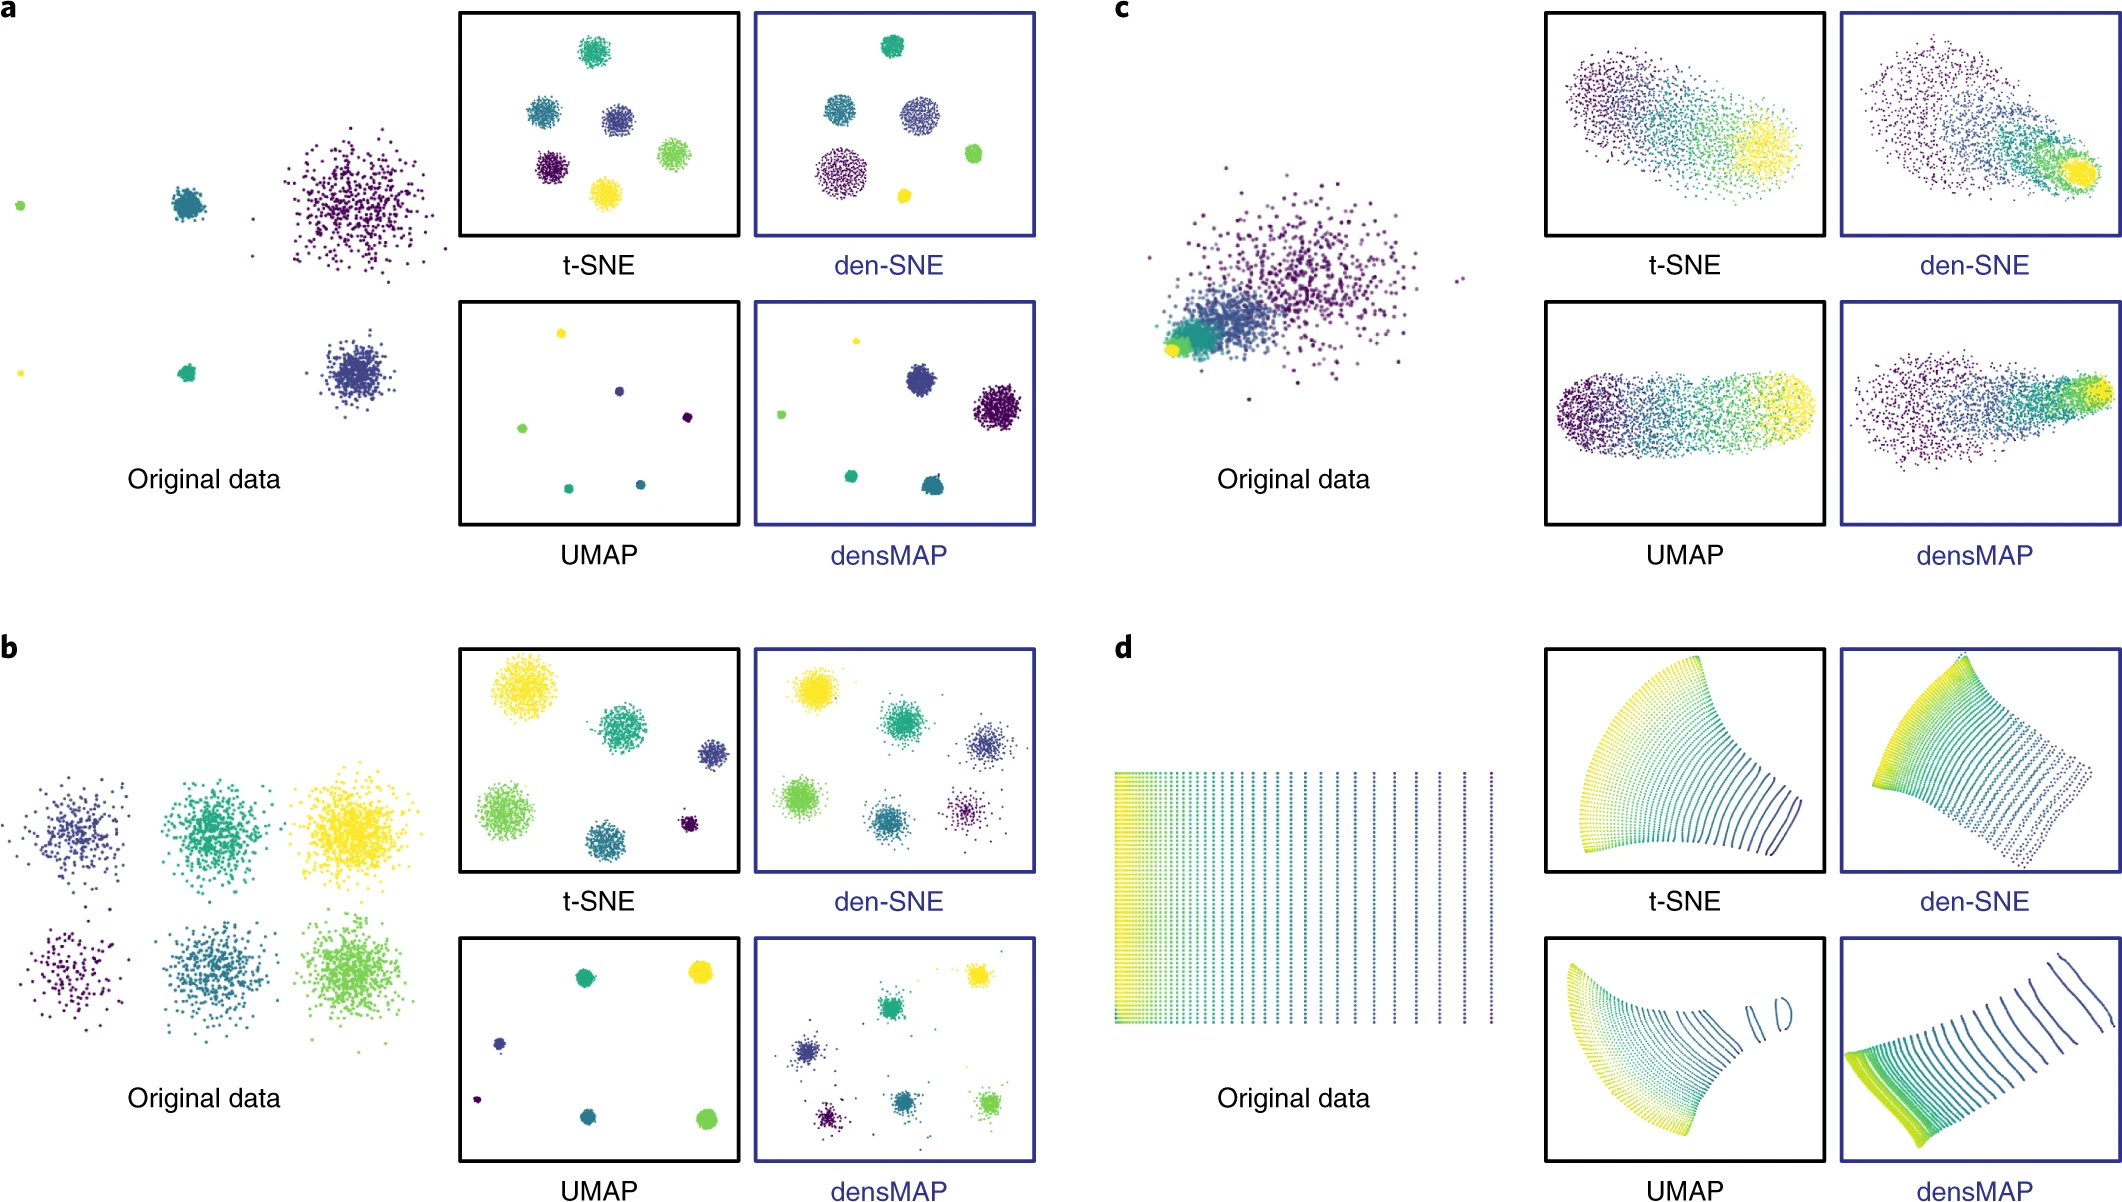 a
t-SNE
den-SNE
Original data
UMAP
densMAP
c
t-SNE
den-SNE
Original data
UMAP
densMAP
b
t-SNE
den-SNE
Original data
UMAP
densMAP
d
t-SNE
den-SNE
Original data
UMAP
densMAP